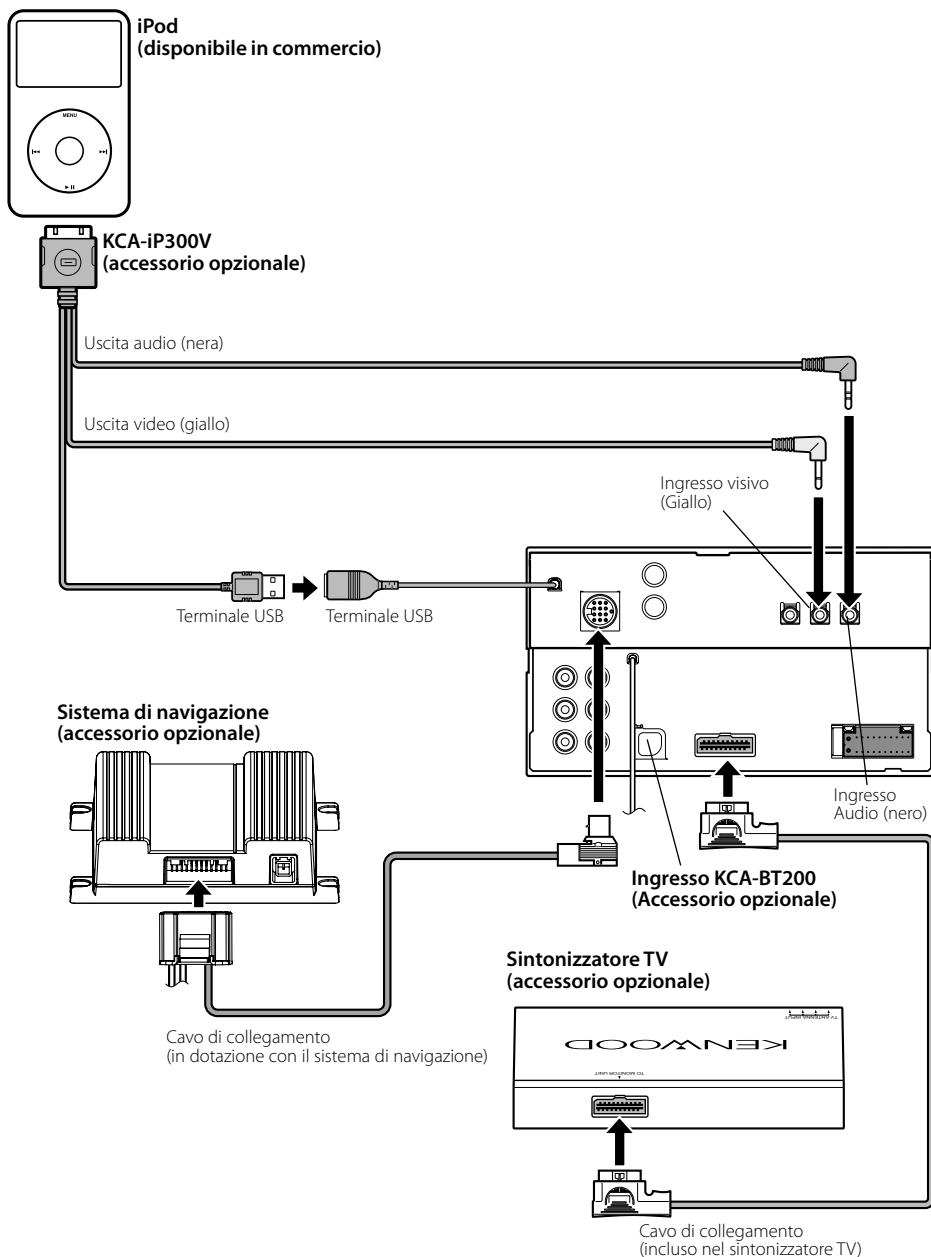 iPod
(disponibile in commercio)
MENU
KCA-iP300V
(accessorio opzionale)
Uscita audio (nera)
Uscita video (giallo)
Ingresso visivo
(Giallo)
Terminale USB
Terminale USB
Sistema di navigazione
(accessorio opzionale)
Ingresso
Audio (nero)
Ingresso KCA-BT200
(Accessorio opzionale)
Sintonizzatore TV
(accessorio opzionale)
Cavo di collegamento
(in dotazione con il sistema di navigazione)
TV ANTENNA INPUT
KENWOOD
TO MONITOR UNIT
Cavo di collegamento
(incluso nel sintonizzatore TV)